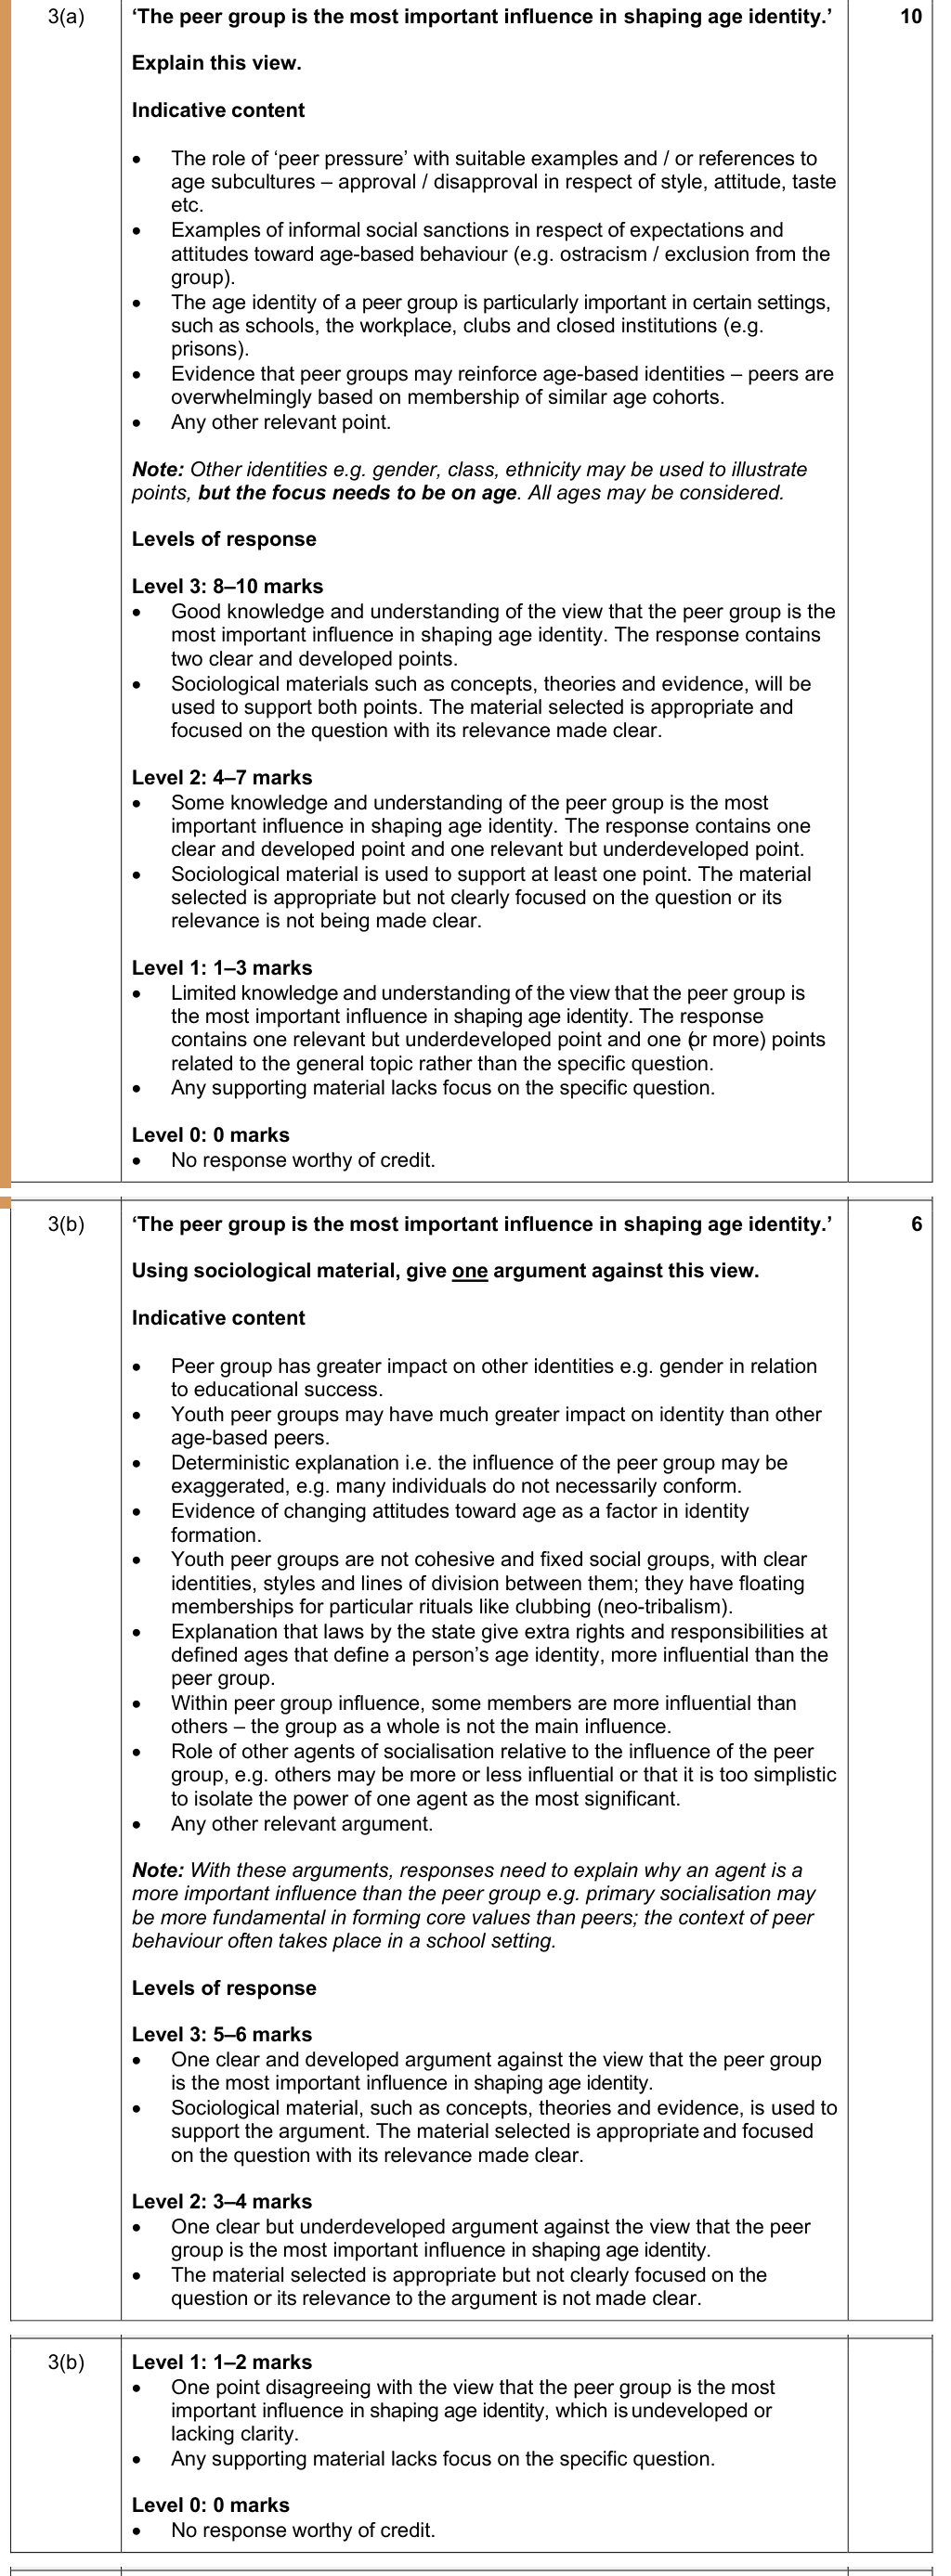 3(a) ‘The peer group is the most important influence in shaping age identity.’ 10
Explain this view.
Indicative content
• The role of ‘peer pressure’ with suitable examples and / or references to
age subcultures – approval / disapproval in respect of style, attitude, taste
etc.
• Examples of informal social sanctions in respect of expectations and
attitudes toward age-based behaviour (e.g. ostracism / exclusion from the
group).
• The age identity of a peer group is particularly important in certain settings,
such as schools, the workplace, clubs and closed institutions (e.g.
prisons).
• Evidence that peer groups may reinforce age-based identities – peers are
overwhelmingly based on membership of similar age cohorts.
• Any other relevant point.
Note: Other identities e.g. gender, class, ethnicity may be used to illustrate
points, but the focus needs to be on age. All ages may be considered.
Levels of response
Level 3: 8–10 marks
• Good knowledge and understanding of the view that the peer group is the
most important influence in shaping age identity. The response contains
two clear and developed points.
• Sociological materials such as concepts, theories and evidence, will be
used to support both points. The material selected is appropriate and
focused on the question with its relevance made clear.
Level 2: 4–7 marks
• Some knowledge and understanding of the peer group is the most
important influence in shaping age identity. The response contains one
clear and developed point and one relevant but underdeveloped point.
• Sociological material is used to support at least one point. The material
selected is appropriate but not clearly focused on the question or its
relevance is not being made clear.
Level 1: 1–3 marks
• Limited knowledge and understanding of the view that the peer group is
the most important influence in shaping age identity. The response
contains one relevant but underdeveloped point and one (or more) points
related to the general topic rather than the specific question.
• Any supporting material lacks focus on the specific question.
Level 0: 0 marks
• No response worthy of credit.
3(b) ‘The peer group is the most important influence in shaping age identity.’ 6
Using sociological material, give one argument against this view.
Indicative content
• Peer group has greater impact on other identities e.g. gender in relation
to educational success.
• Youth peer groups may have much greater impact on identity than other
age-based peers.
• Deterministic explanation i.e. the influence of the peer group may be
exaggerated, e.g. many individuals do not necessarily conform.
• Evidence of changing attitudes toward age as a factor in identity
formation.
• Youth peer groups are not cohesive and fixed social groups, with clear
identities, styles and lines of division between them; they have floating
memberships for particular rituals like clubbing (neo-tribalism).
• Explanation that laws by the state give extra rights and responsibilities at
defined ages that define a person’s age identity, more influential than the
peer group.
• Within peer group influence, some members are more influential than
others – the group as a whole is not the main influence.
• Role of other agents of socialisation relative to the influence of the peer
group, e.g. others may be more or less influential or that it is too simplistic
to isolate the power of one agent as the most significant.
• Any other relevant argument.
Note: With these arguments, responses need to explain why an agent is a
more important influence than the peer group e.g. primary socialisation may
be more fundamental in forming core values than peers; the context of peer
behaviour often takes place in a school setting.
Levels of response
Level 3: 5–6 marks
• One clear and developed argument against the view that the peer group
is the most important influence in shaping age identity.
• Sociological material, such as concepts, theories and evidence, is used to
support the argument. The material selected is appropriate and focused
on the question with its relevance made clear.
Level 2: 3–4 marks
• One clear but underdeveloped argument against the view that the peer
group is the most important influence in shaping age identity.
• The material selected is appropriate but not clearly focused on the
question or its relevance to the argument is not made clear.
3(b) Level 1: 1–2 marks
• One point disagreeing with the view that the peer group is the most
important influence in shaping age identity, which is undeveloped or
lacking clarity.
• Any supporting material lacks focus on the specific question.
Level 0: 0 marks
• No response worthy of credit.